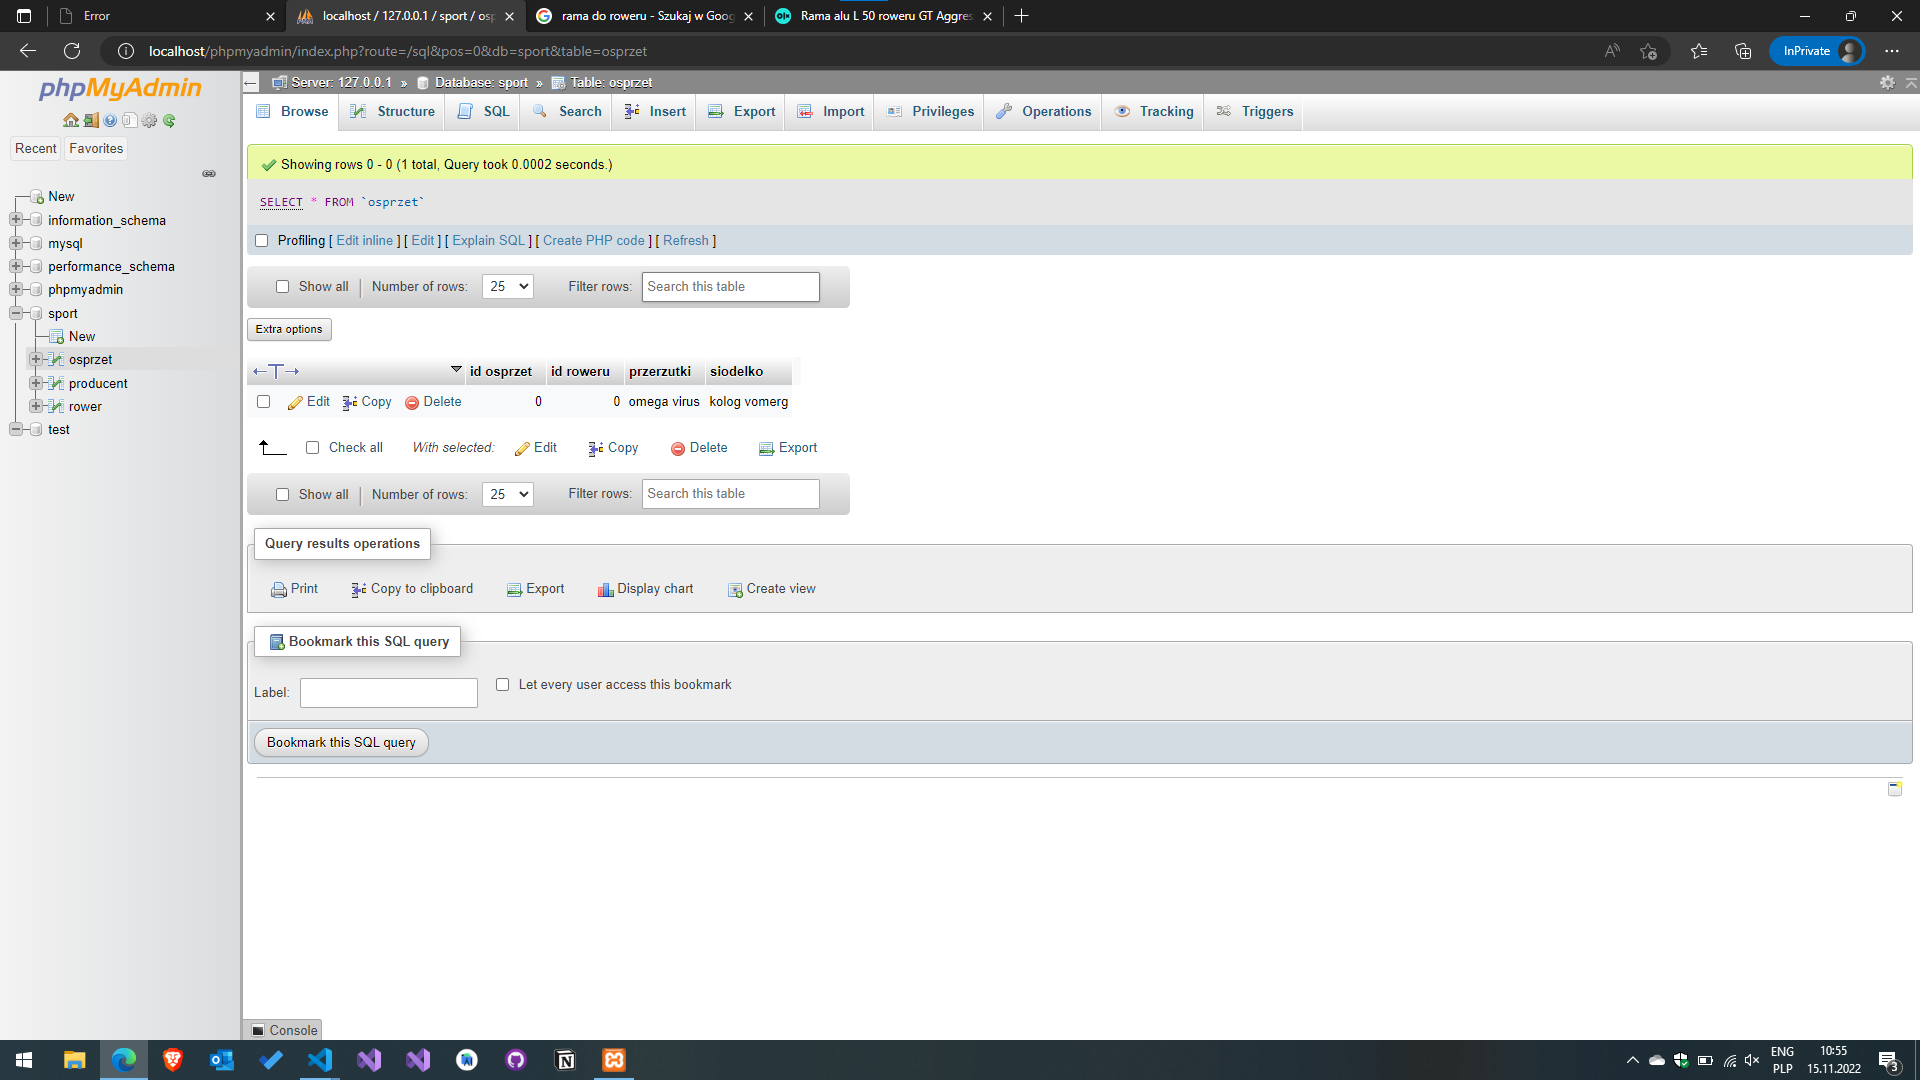 Error
localhost / 127.0.0.1 / sport / osp
rama do roweru - Szukaj w Goog
Rama alu L 50 roweru GT Aggres
localhost/phpmyadmin/index.php?route=/sql&pos=0&db=sport&table=osprzet
InPrivate
phpMyAdmin
Recent
Favorites
New
information_schema
mysql
performance_schema
phpmyadmin
sport
New
osprzet
producent
rower
test
Server: 127.0.0.1 » Database: sport » Table: osprzet
Browse
Structure
SQL
Search
Insert
Export
Import
Privileges
Operations
Tracking
Triggers
Showing rows 0 - 0 (1 total, Query took 0.0002 seconds.)
SELECT * FROM `osprzet`
Profiling [ Edit inline ] [ Edit ] [ Explain SQL ] [ Create PHP code ] [ Refresh ]
Show all
Number of rows:
25
Filter rows:
Search this table
Extra options
id osprzet
id roweru
przerzutki
siodelko
Edit
Copy
Delete
0
0
omega virus
kolog vomerg
Check all
With selected:
Edit
Copy
Delete
Export
Show all
Number of rows:
25
Filter rows:
Search this table
Query results operations
Print
Copy to clipboard
Export
Display chart
Create view
Bookmark this SQL query
Label:
Let every user access this bookmark
Bookmark this SQL query
Console
ENG
PLP
10:55
15.11.2022
3